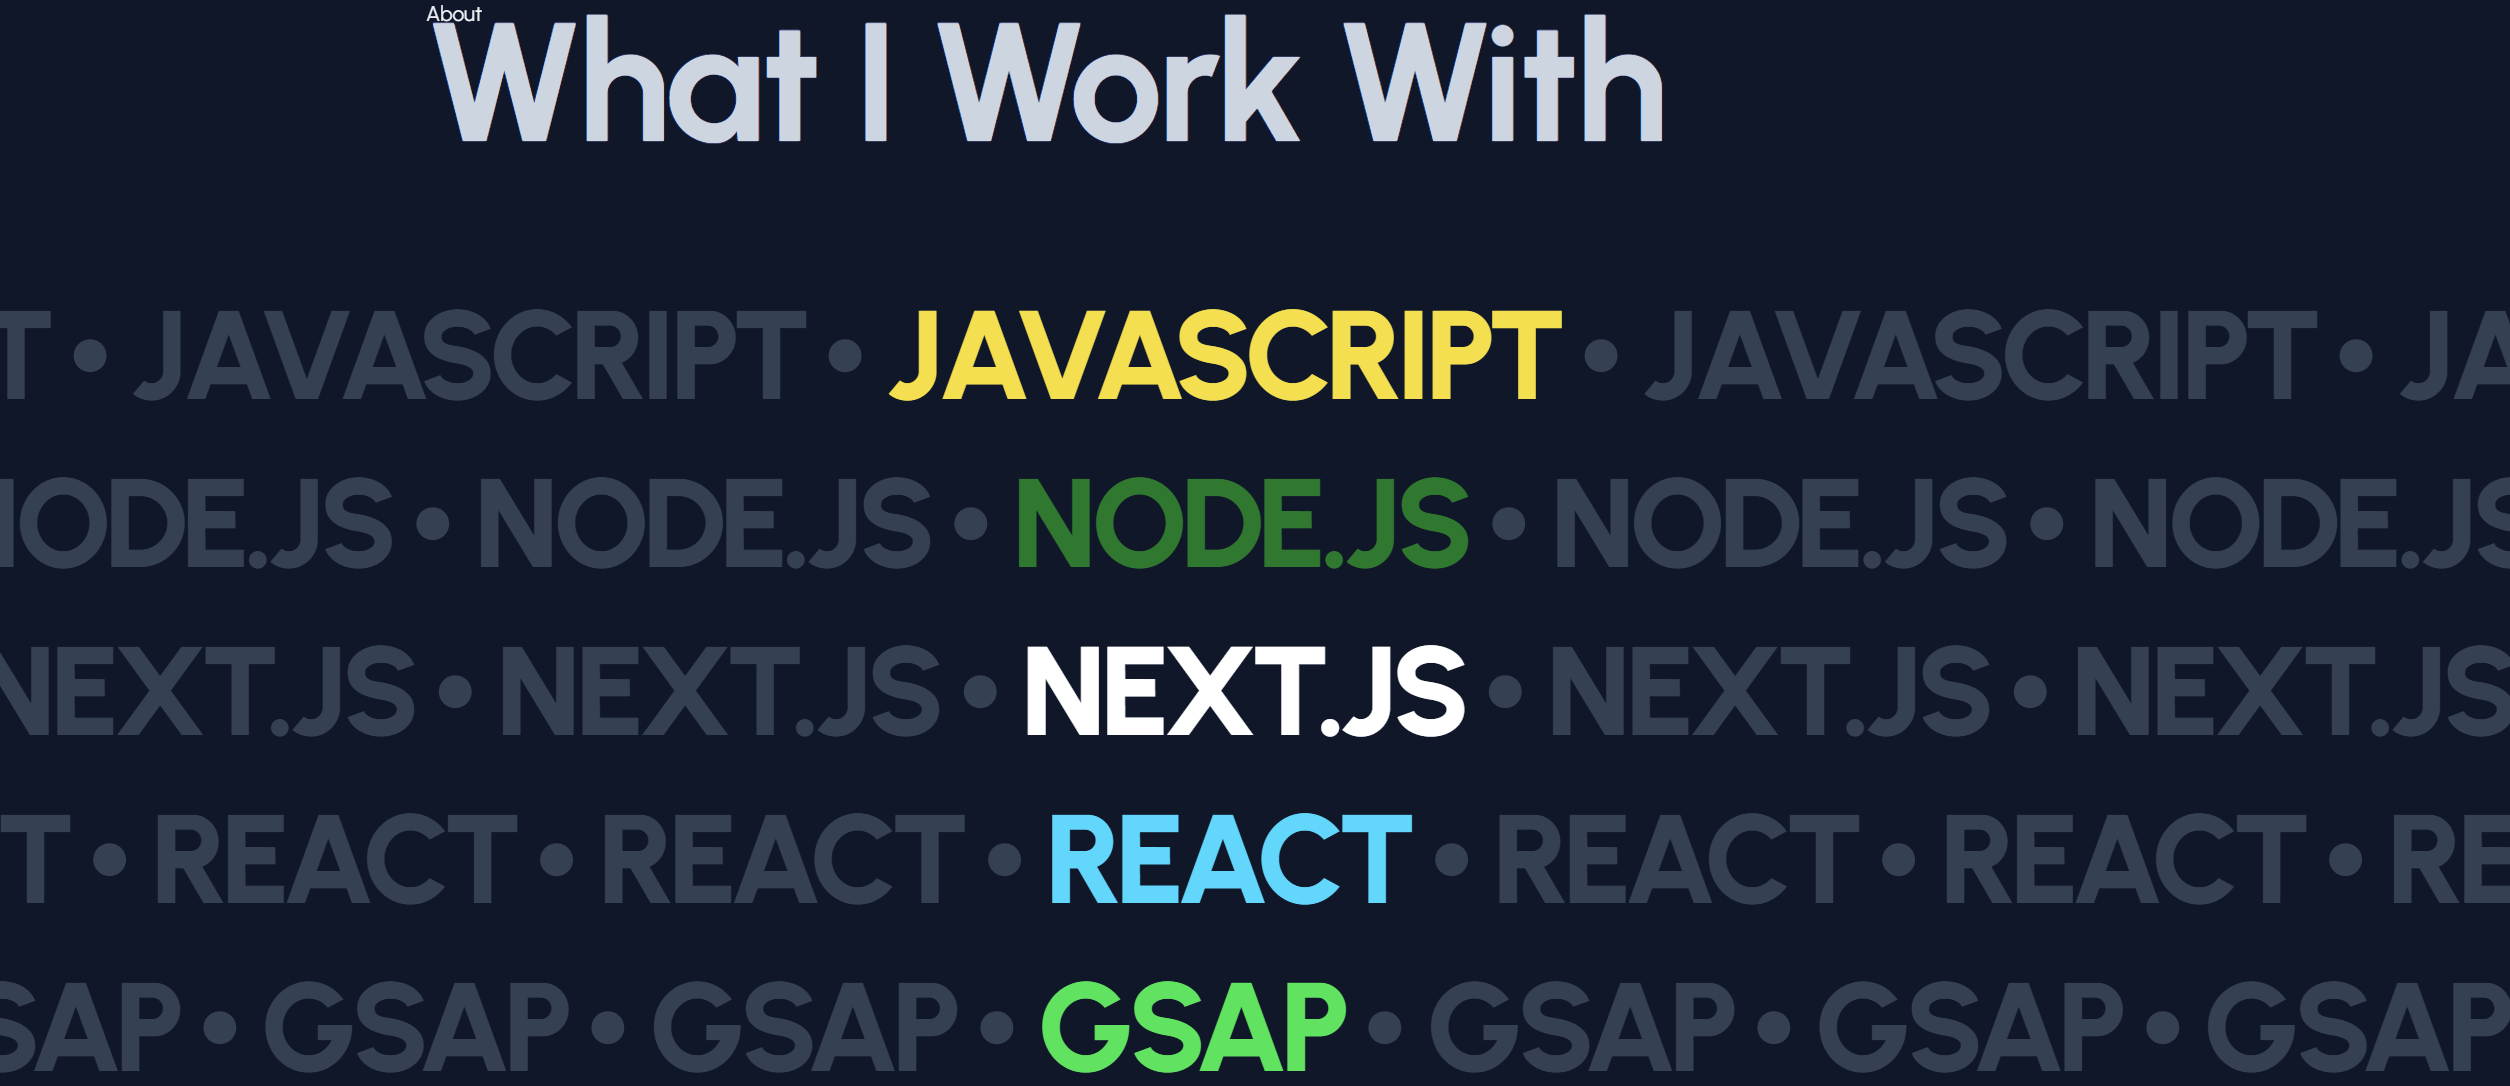 About
What I Work With
T • JAVASCRIPT • JAVASCRIPT • JAVASCRIPT • JA
NODE.JS • NODE.JS • NODE.JS • NODE.JS • NODE.JS
NEXT.JS • NEXT.JS • NEXT.JS • NEXT.JS • NEXT.JS
T • REACT • REACT • REACT • REACT • REACT • RE
SAP • GSAP • GSAP • GSAP • GSAP • GSAP • GSAP